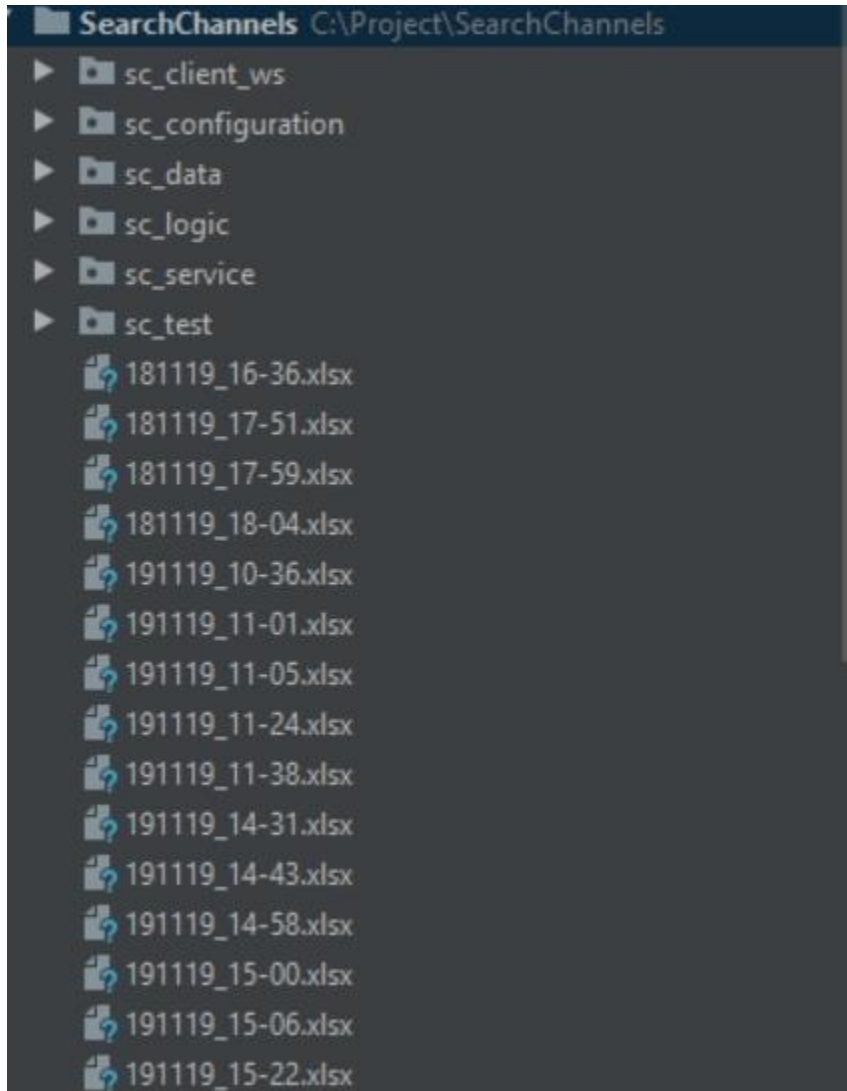 SearchChannels C:\Project\SearchChannels
sc_client_ws
sc_configuration
sc_data
sc_logic
sc_service
sc_test
181119_16-36.xlsx
181119_17-51.xlsx
181119_17-59.xlsx
181119_18-04.xlsx
191119_10-36.xlsx
191119_11-01.xlsx
191119_11-05.xlsx
191119_11-24.xlsx
191119_11-38.xlsx
191119_14-31.xlsx
191119_14-43.xlsx
191119_14-58.xlsx
191119_15-00.xlsx
191119_15-06.xlsx
191119_15-22.xlsx